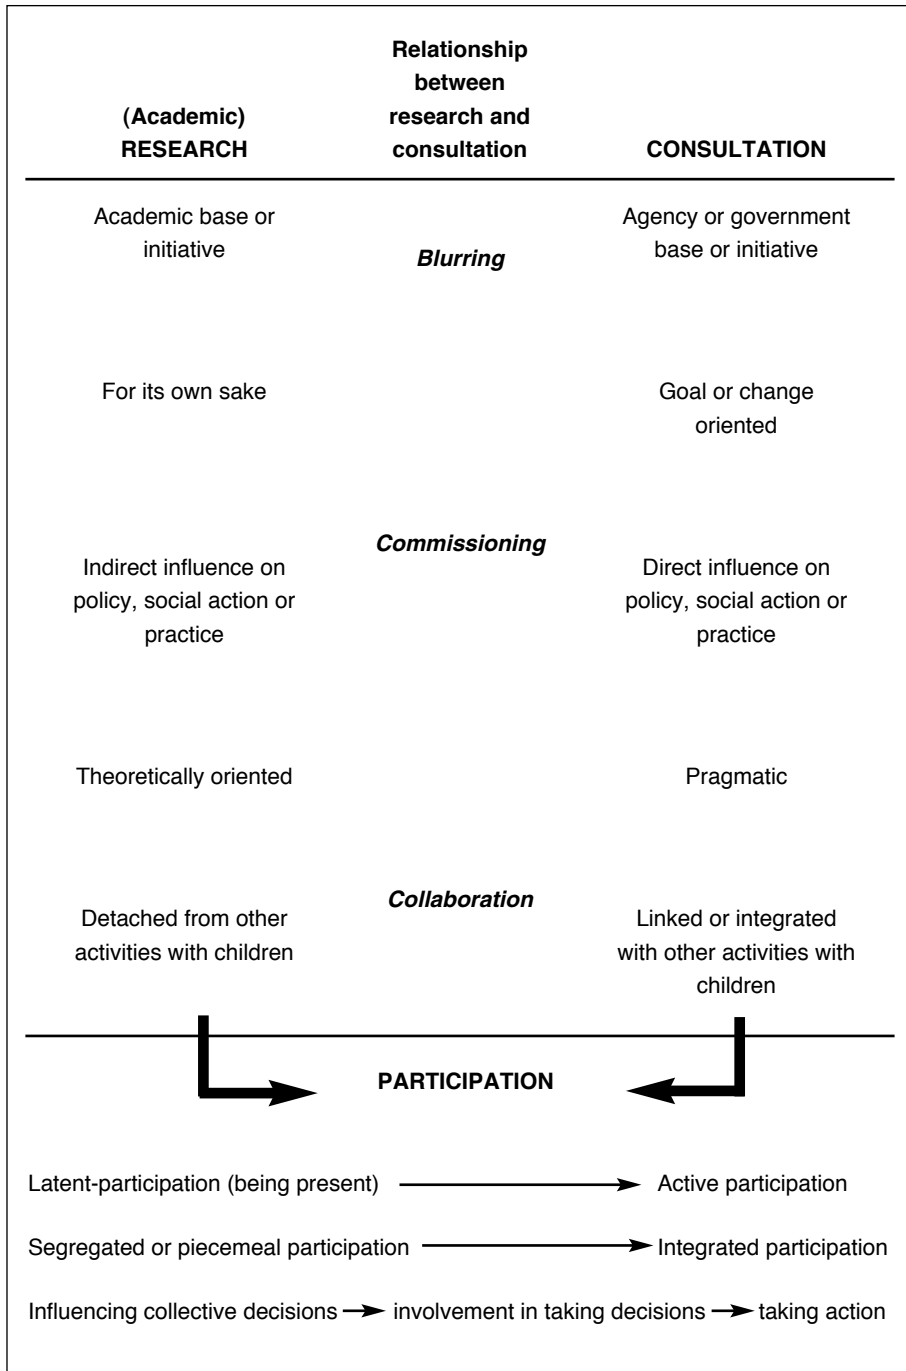 Relationship
between
(Academic) research and
RESEARCH consultation CONSULTATION
Academic base or Agency or government
initiative base or initiative
Blurring
For its own sake Goal or change
oriented
Commissioning
Indirect influence on Direct influence on
policy, social action or policy, social action or
practice practice
Theoretically oriented Pragmatic
Collaboration
Detached from other Linked or integrated
activities with children with other activities with
children
PARTICIPATION
Latent-participation (being present) Active participation
Segregated or piecemeal participation Integrated participation
Influencing collective decisions involvement in taking decisions taking action